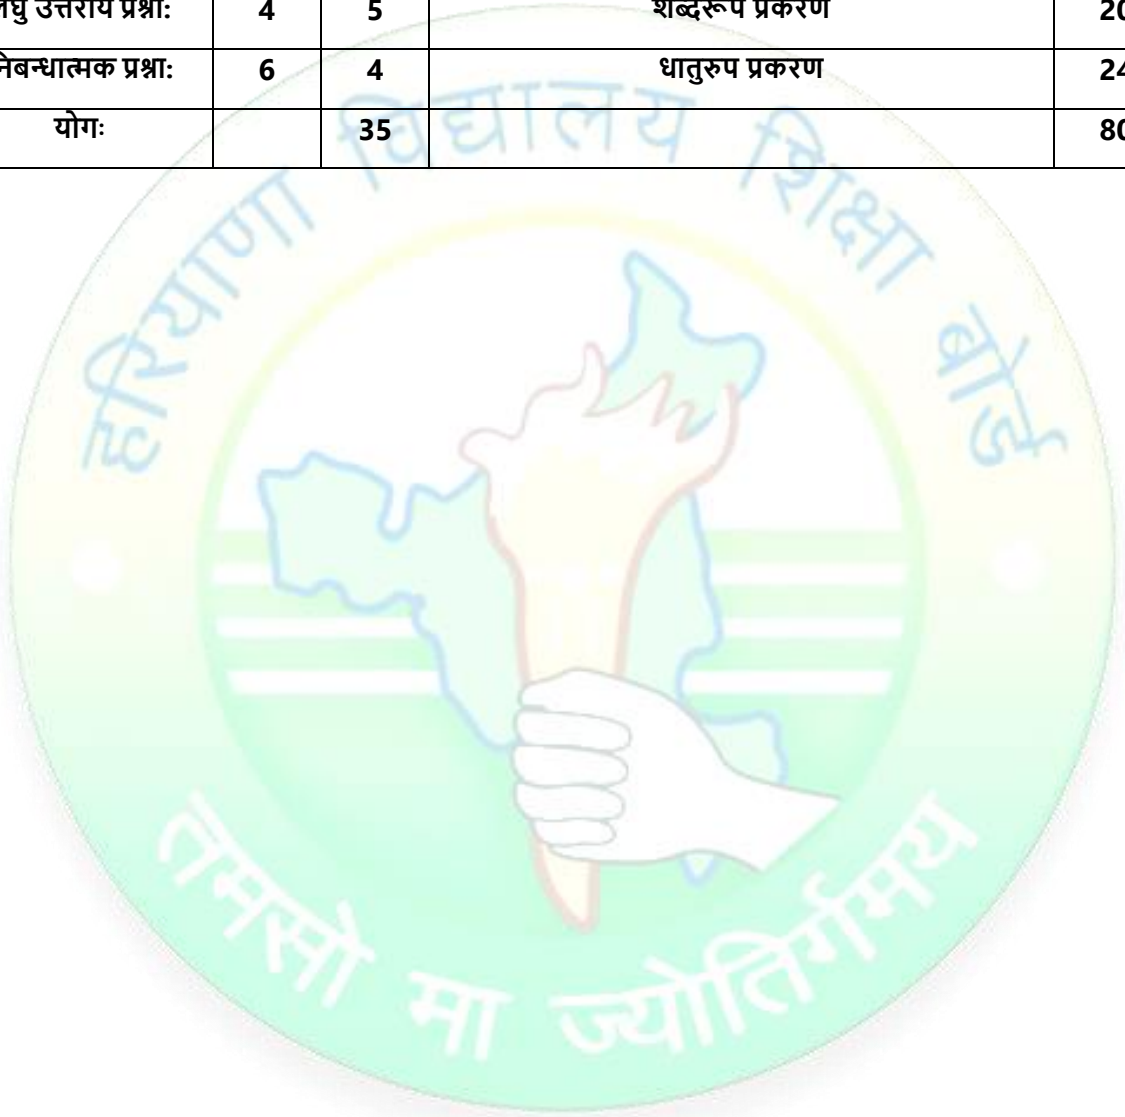 लघु उत्तरीय प्रश्ना: 4 5 शब्दरूप प्रकरण 20
निबन्धात्मक प्रश्ना: 6 4 धातुरुप प्रकरण 24
योगः 35 80
हरियाणा विद्यालय शिक्षा बोर्ड
तमसो मा ज्योतिर्गमय